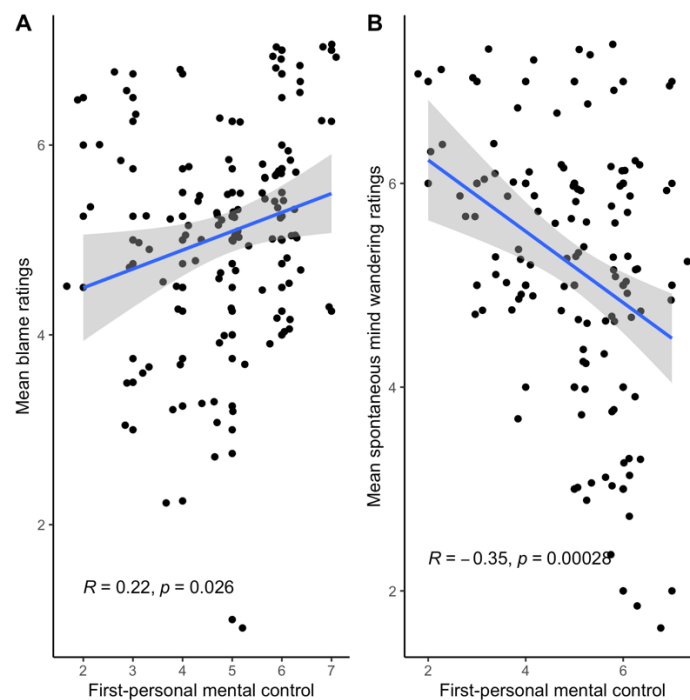 A
Mean blame ratings
6
4
2
R = 0.22, p = 0.026
2 3 4 5 6 7
First-personal mental control
B
Mean spontaneous mind wandering ratings
6
4
2
R = −0.35, p = 0.00028
2 4 6
First-personal mental control